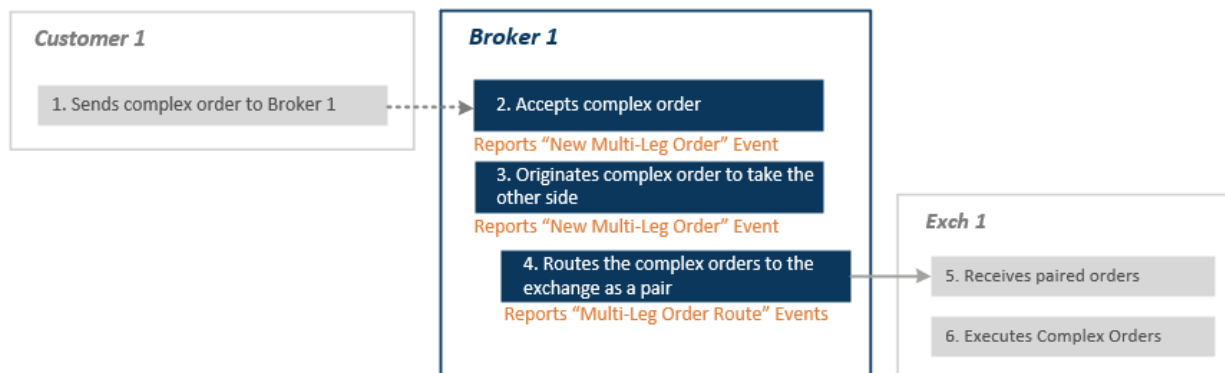 Customer 1
1. Sends complex order to Broker 1
Broker 1
2. Accepts complex order
Reports “New Multi-Leg Order” Event
3. Originates complex order to take the
other side
Reports “New Multi-Leg Order” Event
4. Routes the complex orders to the
exchange as a pair
Reports “Multi-Leg Order Route” Events
Exch 1
5. Receives paired orders
6. Executes Complex Orders